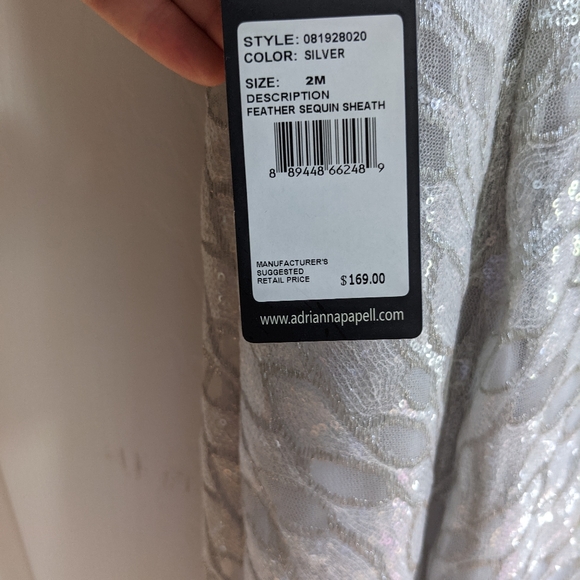 STYLE: 081928020
COLOR: SILVER
SIZE: 2M
DESCRIPTION
FEATHER SEQUIN SHEATH
8 89448 66248 9
MANUFACTURER'S
SUGGESTED
RETAIL PRICE $169.00
www.adriannapapell.com